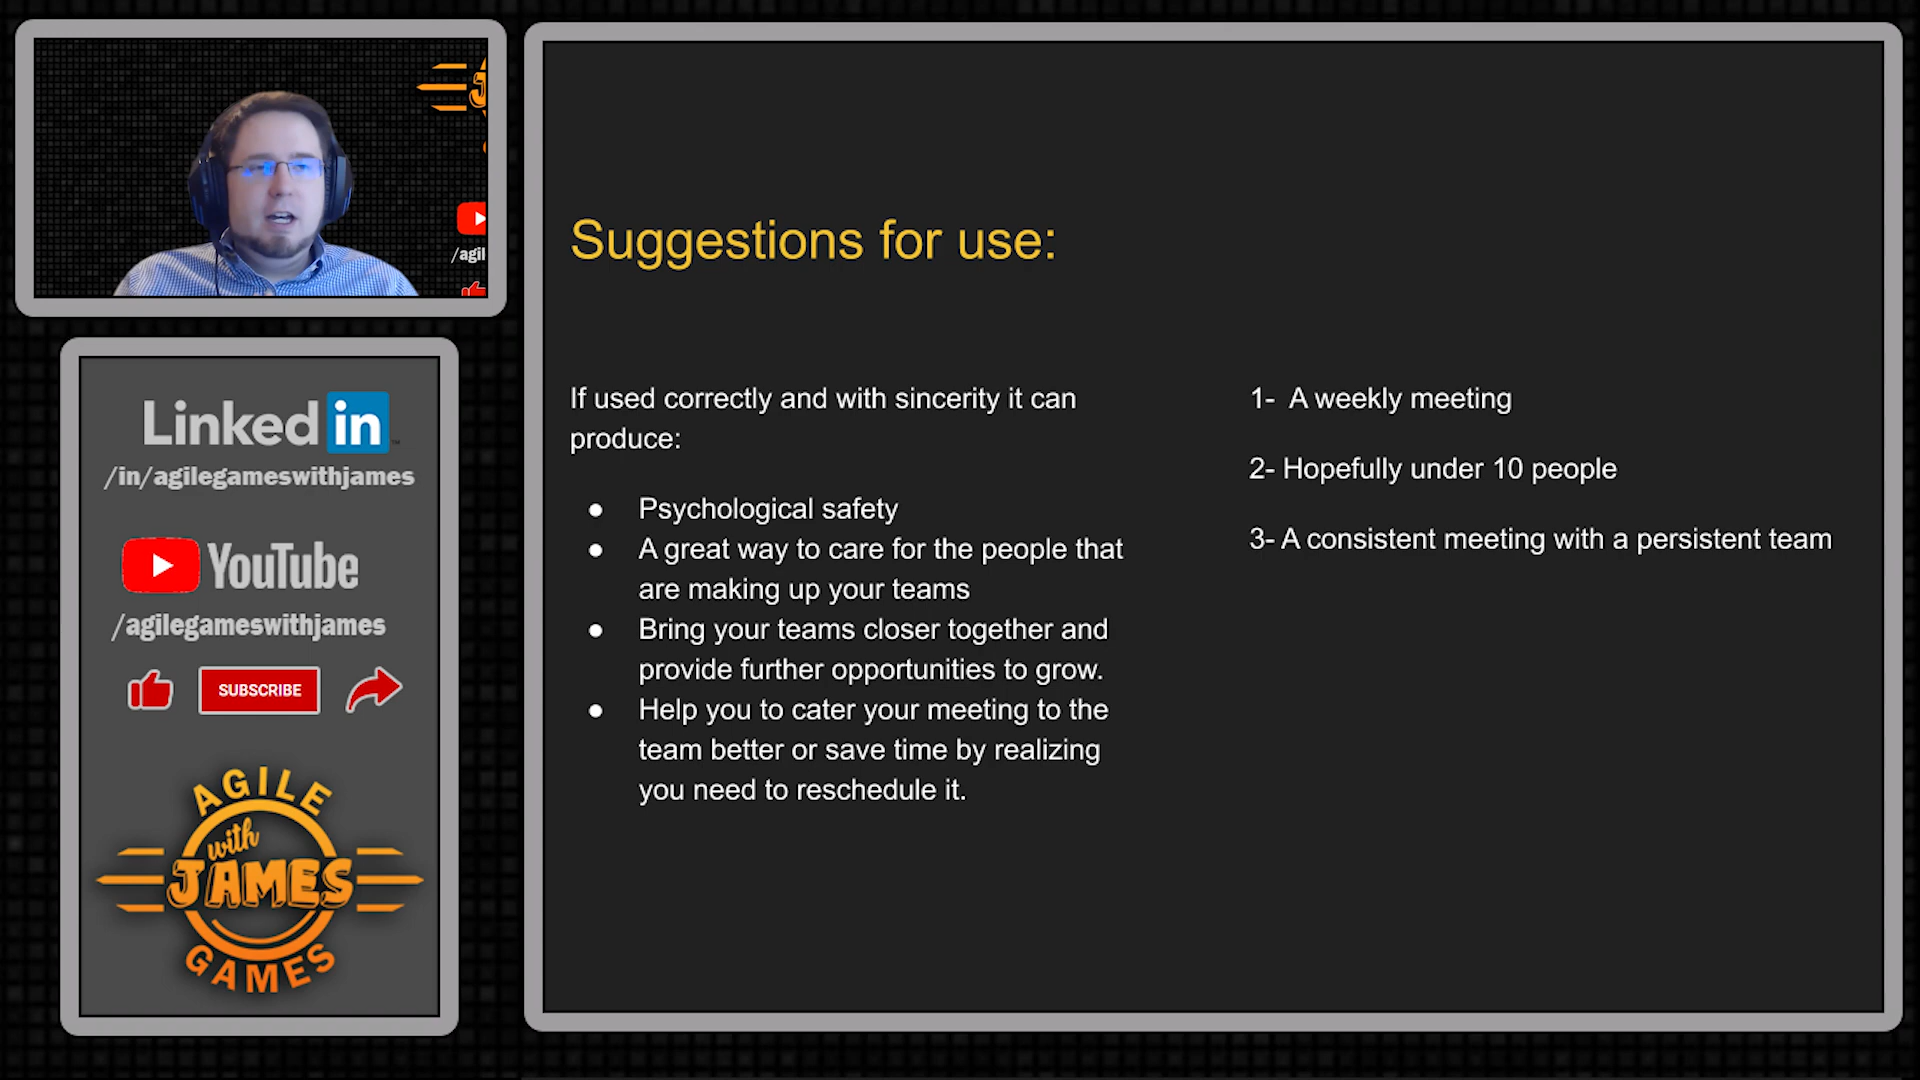 /agil
Linked in
/in/agilegameswithjames
YouTube
/agilegameswithjames
SUBSCRIBE
AGILE
with
JAMES
GAMES
Suggestions for use:
If used correctly and with sincerity it can
produce:
● Psychological safety
● A great way to care for the people that
are making up your teams
● Bring your teams closer together and
provide further opportunities to grow.
● Help you to cater your meeting to the
team better or save time by realizing
you need to reschedule it.
1- A weekly meeting
2- Hopefully under 10 people
3- A consistent meeting with a persistent team